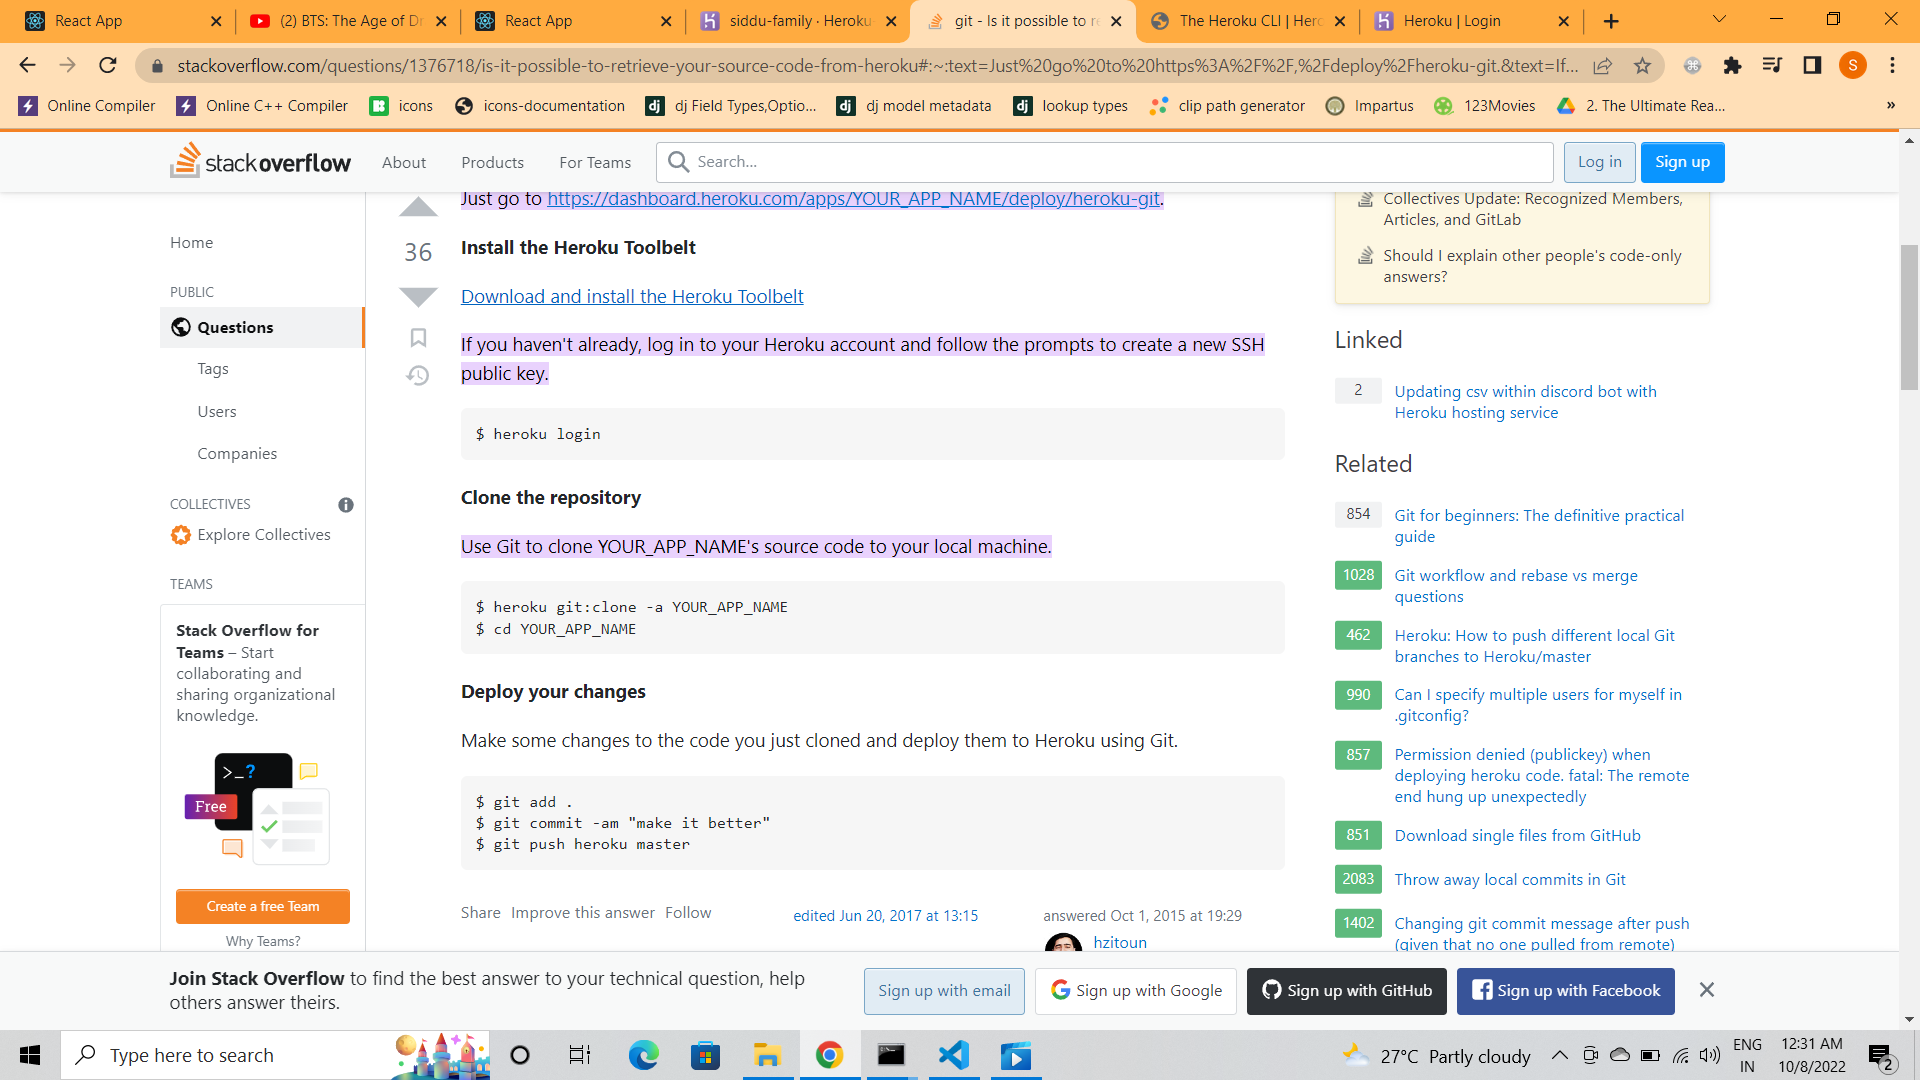 React App
(2) BTS: The Age of Dr
React App
siddu-family · Heroku
git - Is it possible to re
The Heroku CLI | Hero
Heroku | Login
stackoverflow.com/questions/1376718/is-it-possible-to-retrieve-your-source-code-from-heroku#:~:text=Just%20go%20to%20https%3A%2F%2F,%2Fdeploy%2Fheroku-git.&text=If...
S
Online Compiler
Online C++ Compiler
icons
icons-documentation
dj Field Types,Optio...
dj model metadata
lookup types
clip path generator
Impartus
123Movies
2. The Ultimate Rea...
»
stack overflow
About
Products
For Teams
Search...
Log in
Sign up
Home
PUBLIC
Questions
Tags
Users
Companies
COLLECTIVES
Explore Collectives
TEAMS
Stack Overflow for
Teams – Start
collaborating and
sharing organizational
knowledge.
>_?
Free
Create a free Team
Why Teams?
36
Just go to https://dashboard.heroku.com/apps/YOUR_APP_NAME/deploy/heroku-git.
Install the Heroku Toolbelt
Download and install the Heroku Toolbelt
If you haven't already, log in to your Heroku account and follow the prompts to create a new SSH
public key.
$ heroku login
Clone the repository
Use Git to clone YOUR_APP_NAME's source code to your local machine.
$ heroku git:clone -a YOUR_APP_NAME
$ cd YOUR_APP_NAME
Deploy your changes
Make some changes to the code you just cloned and deploy them to Heroku using Git.
$ git add .
$ git commit -am "make it better"
$ git push heroku master
Share Improve this answer Follow
edited Jun 20, 2017 at 13:15
answered Oct 1, 2015 at 19:29
hzitoun
Collectives Update: Recognized Members,
Articles, and GitLab
Should I explain other people's code-only
answers?
Linked
2 Updating csv within discord bot with
Heroku hosting service
Related
854 Git for beginners: The definitive practical
guide
1028 Git workflow and rebase vs merge
questions
462 Heroku: How to push different local Git
branches to Heroku/master
990 Can I specify multiple users for myself in
.gitconfig?
857 Permission denied (publickey) when
deploying heroku code. fatal: The remote
end hung up unexpectedly
851 Download single files from GitHub
2083 Throw away local commits in Git
1402 Changing git commit message after push
(given that no one pulled from remote)
Join Stack Overflow to find the best answer to your technical question, help
others answer theirs.
Sign up with email
Sign up with Google
Sign up with GitHub
Sign up with Facebook
Type here to search
27°C Partly cloudy
ENG
IN
12:31 AM
10/8/2022
2